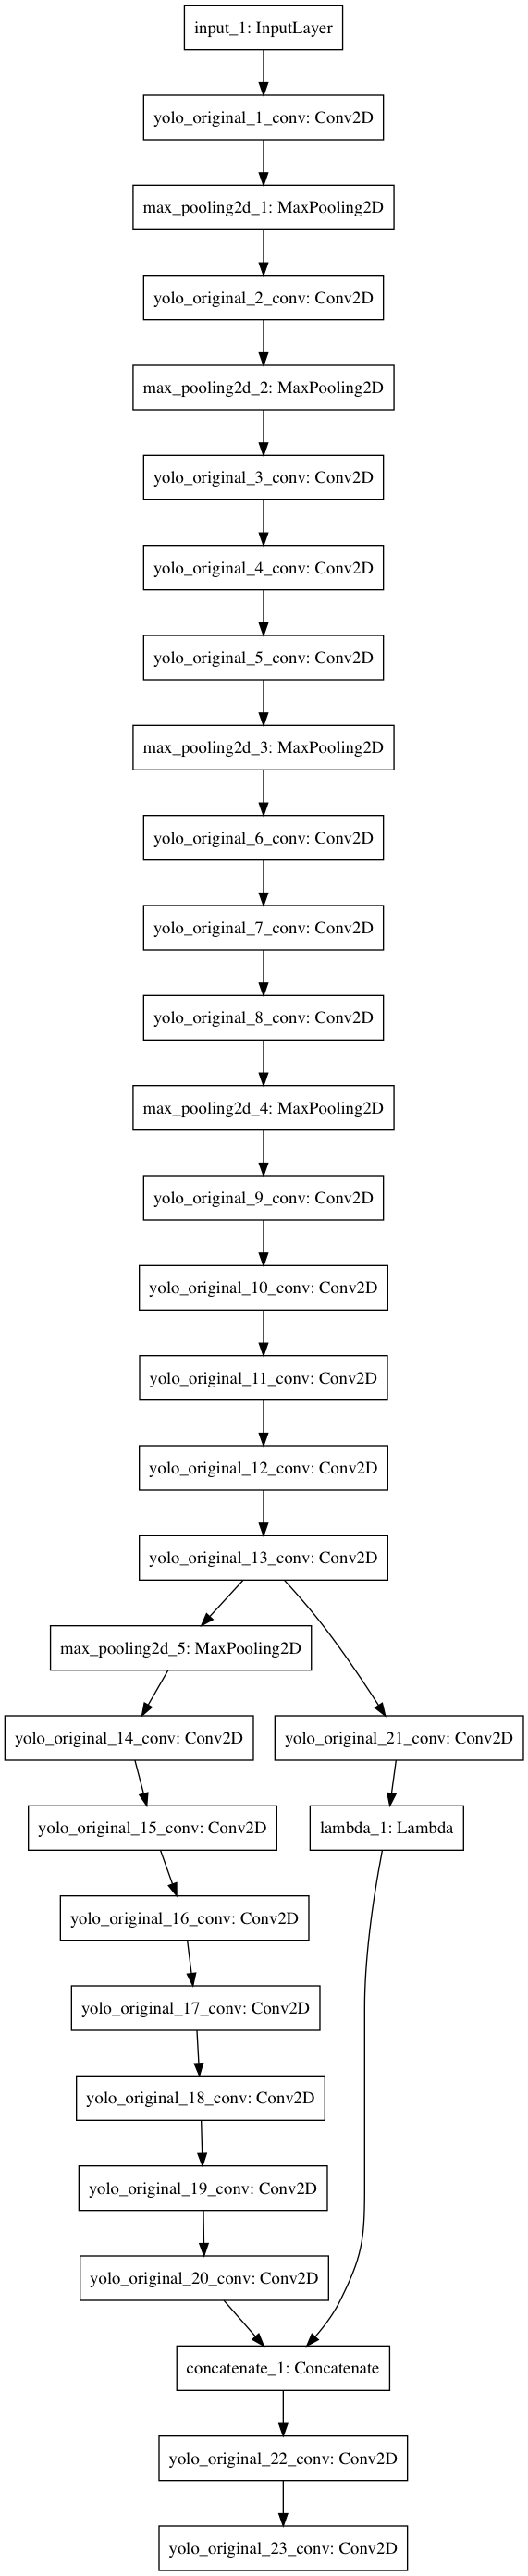 input_1: InputLayer
yolo_original_1_conv: Conv2D
max_pooling2d_1: MaxPooling2D
yolo_original_2_conv: Conv2D
max_pooling2d_2: MaxPooling2D
yolo_original_3_conv: Conv2D
yolo_original_4_conv: Conv2D
yolo_original_5_conv: Conv2D
max_pooling2d_3: MaxPooling2D
yolo_original_6_conv: Conv2D
yolo_original_7_conv: Conv2D
yolo_original_8_conv: Conv2D
max_pooling2d_4: MaxPooling2D
yolo_original_9_conv: Conv2D
yolo_original_10_conv: Conv2D
yolo_original_11_conv: Conv2D
yolo_original_12_conv: Conv2D
yolo_original_13_conv: Conv2D
max_pooling2d_5: MaxPooling2D
yolo_original_14_conv: Conv2D
yolo_original_21_conv: Conv2D
yolo_original_15_conv: Conv2D
lambda_1: Lambda
yolo_original_16_conv: Conv2D
yolo_original_17_conv: Conv2D
yolo_original_18_conv: Conv2D
yolo_original_19_conv: Conv2D
yolo_original_20_conv: Conv2D
concatenate_1: Concatenate
yolo_original_22_conv: Conv2D
yolo_original_23_conv: Conv2D